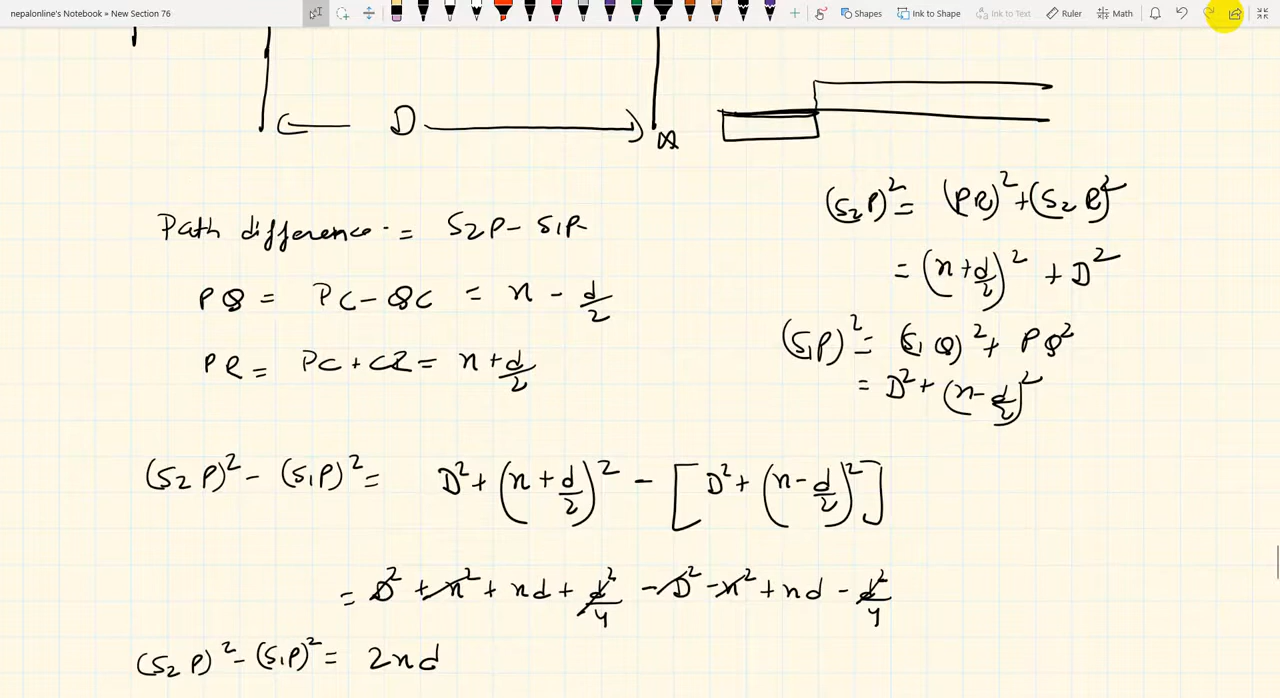 nepalonline's Notebook » New Section 76
Shapes Ink to Shape Ink to Text Ruler Math
D
Path difference = S₂P - S₁P
PQ = PC - QC = x - d/2
PR = PC + CR = x + d/2
(S₂P)² = (PR)² + (S₂R)²
= (x + d/2)² + D²
(S₁P)² = (S₁Q)² + PQ²
= D² + (x - d/2)²
(S₂P)² - (S₁P)² = D² + (x + d/2)² - [D² + (x - d/2)²]
= D² + x² + xd + d²/4 - D² - x² + xd - d²/4
(S₂P)² - (S₁P)² = 2xd